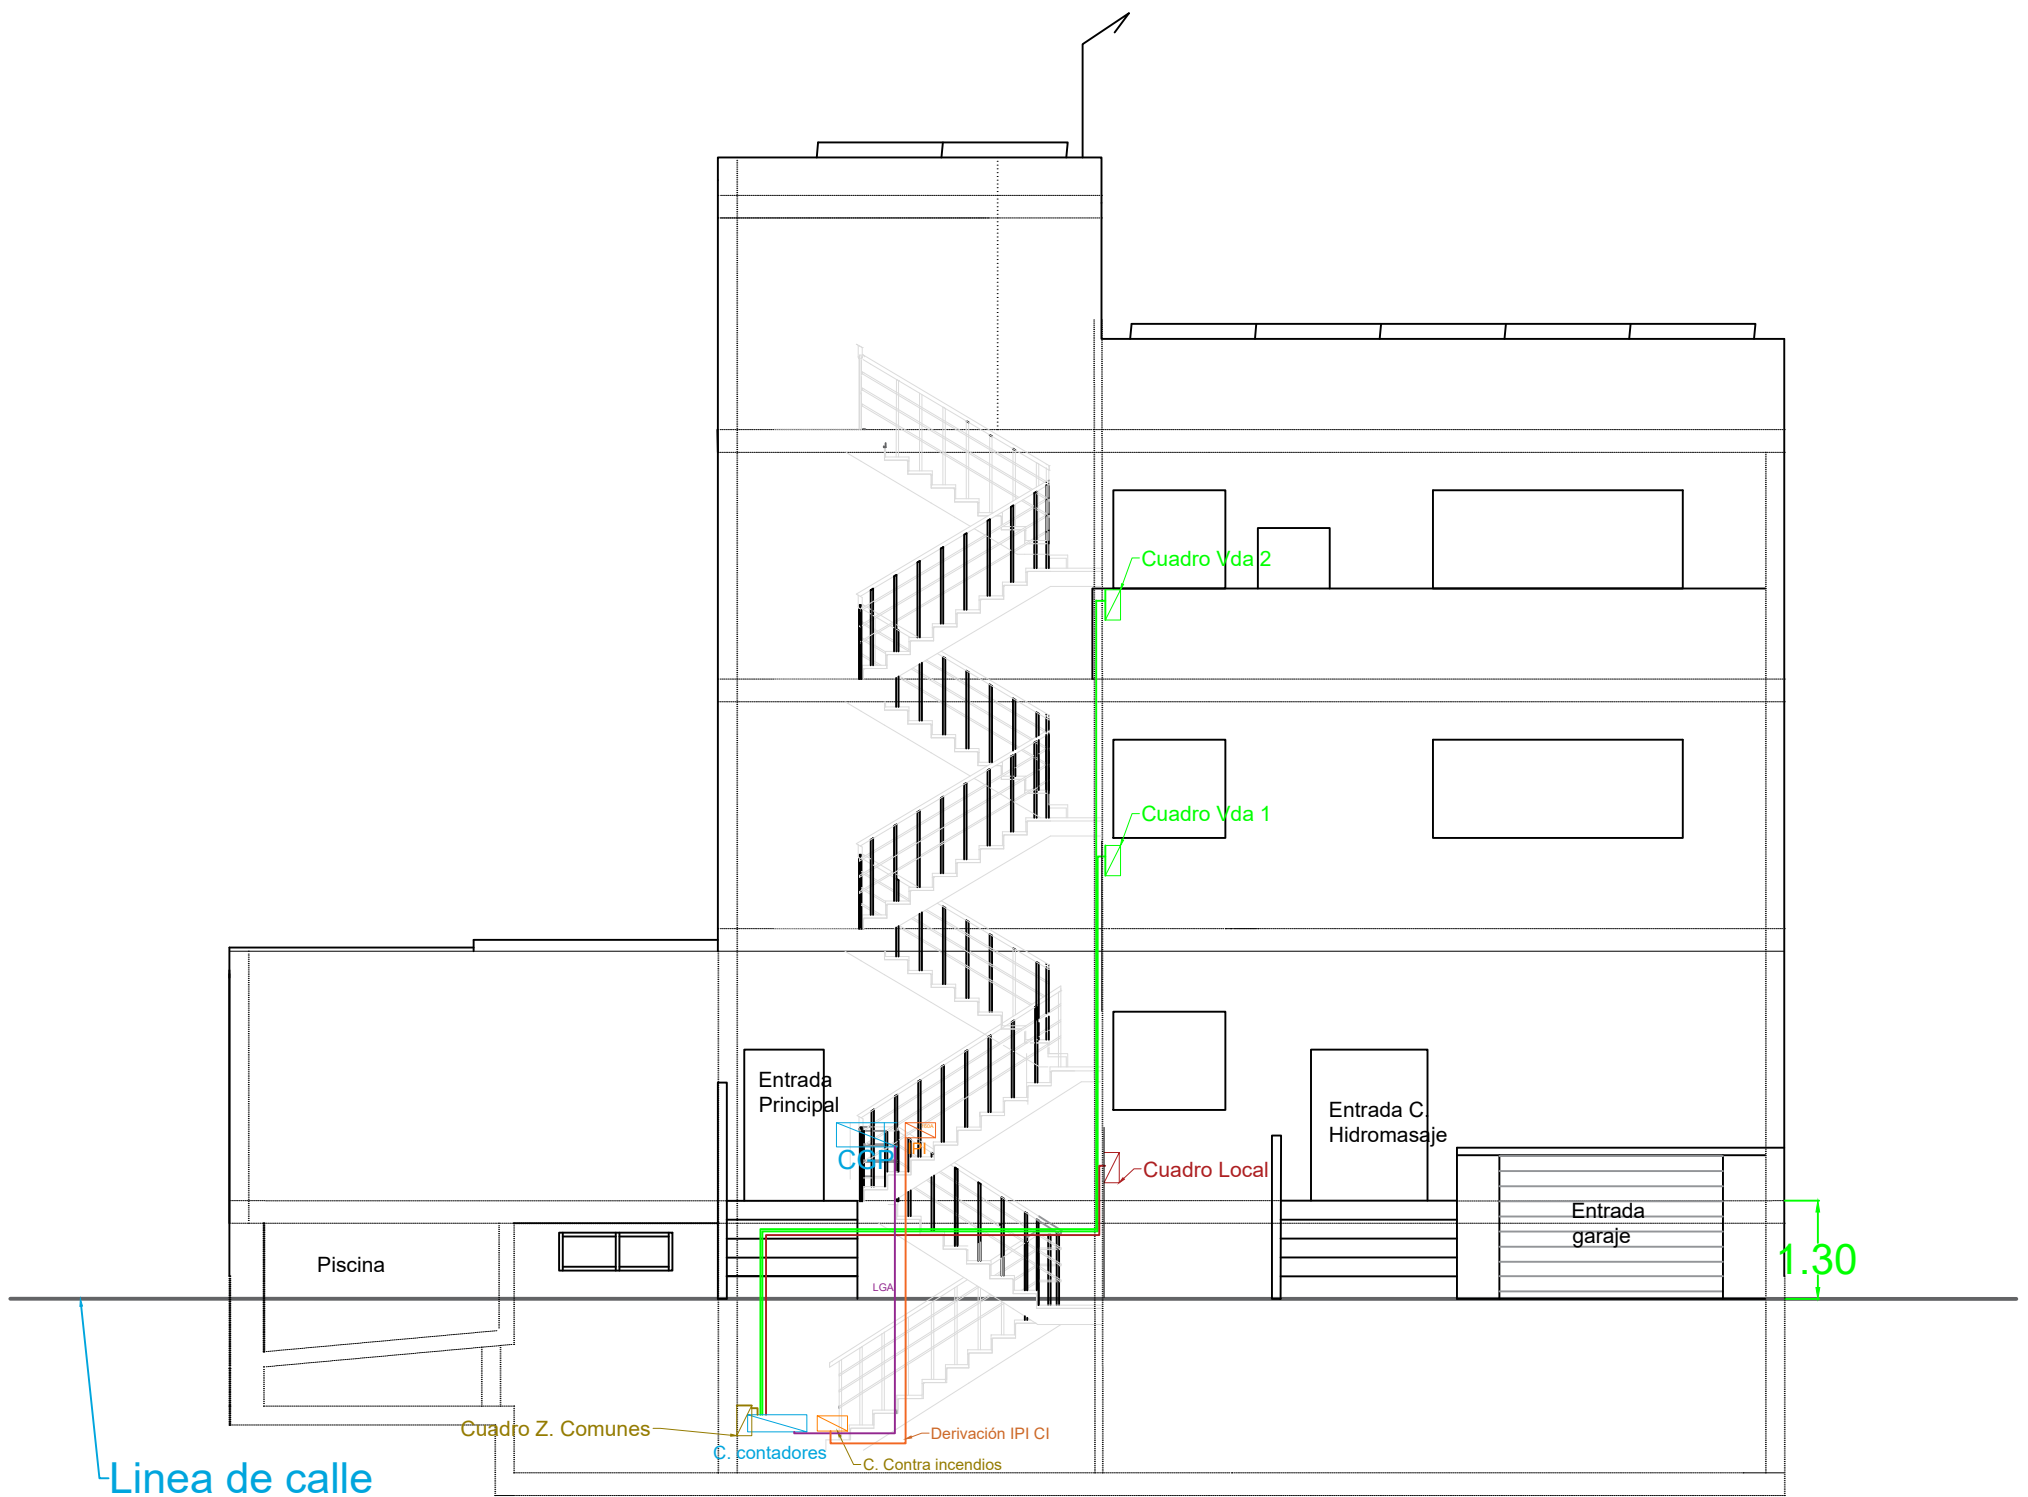 Cuadro Vda 2
Cuadro Vda 1
Entrada
Principal
Entrada C.
Hidromasaje
CGP
IPI
Cuadro Local
Entrada
garaje
Piscina
1.30
LGA
Cuadro Z. Comunes
C. contadores
Derivación IPI CI
C. Contra incendios
Linea de calle